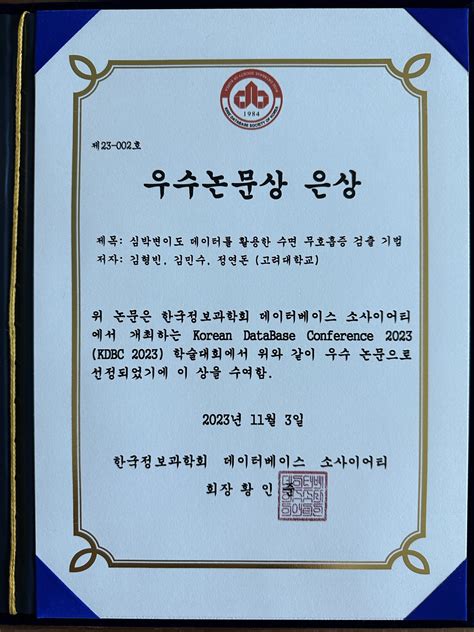 KIISE DATABASE SOCIETY OF KOREA
1984
제23-002호
우수논문상 은상
제목: 심박변이도 데이터를 활용한 수면 무호흡증 검출 기법
저자: 김형빈, 김민수, 정연돈 (고려대학교)
위 논문은 한국정보과학회 데이터베이스 소사이어티
에서 개최하는 Korean DataBase Conference 2023
(KDBC 2023) 학술대회에서 위와 같이 우수 논문으로
선정되었기에 이 상을 수여함.
2023년 11월 3일
한국정보과학회 데이터베이스 소사이어티
회장 황 인 준